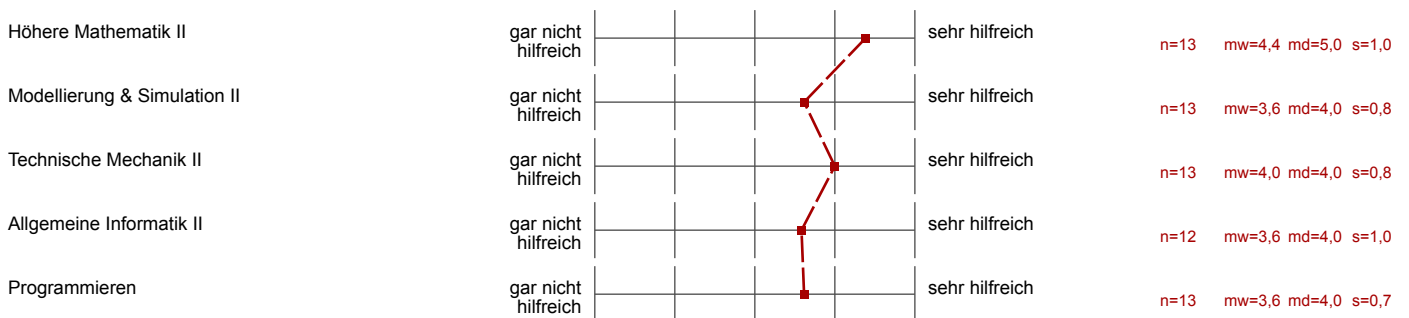 Höhere Mathematik II
gar nicht
hilfreich
sehr hilfreich
n=13 mw=4,4 md=5,0 s=1,0
Modellierung & Simulation II
gar nicht
hilfreich
sehr hilfreich
n=13 mw=3,6 md=4,0 s=0,8
Technische Mechanik II
gar nicht
hilfreich
sehr hilfreich
n=13 mw=4,0 md=4,0 s=0,8
Allgemeine Informatik II
gar nicht
hilfreich
sehr hilfreich
n=12 mw=3,6 md=4,0 s=1,0
Programmieren
gar nicht
hilfreich
sehr hilfreich
n=13 mw=3,6 md=4,0 s=0,7